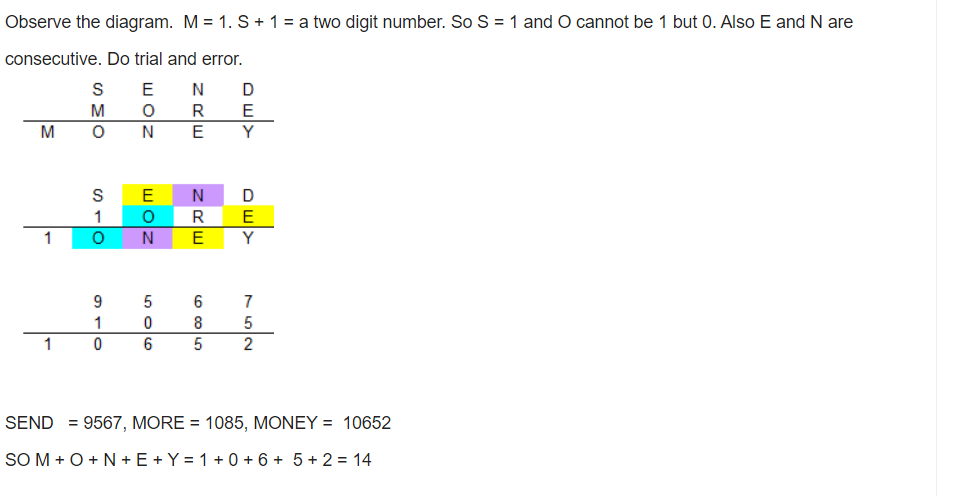 Observe the diagram.  M = 1. S + 1 = a two digit number. So S = 1 and O cannot be 1 but 0. Also E and N are
consecutive. Do trial and error.
S E N D
M O R E
M O N E Y
S E N D
1 O R E
1 O N E Y
9 5 6 7
1 0 8 5
1 0 6 5 2
SEND  = 9567, MORE = 1085, MONEY =  10652
SO M + O + N + E + Y = 1 + 0 + 6 +  5 + 2 = 14